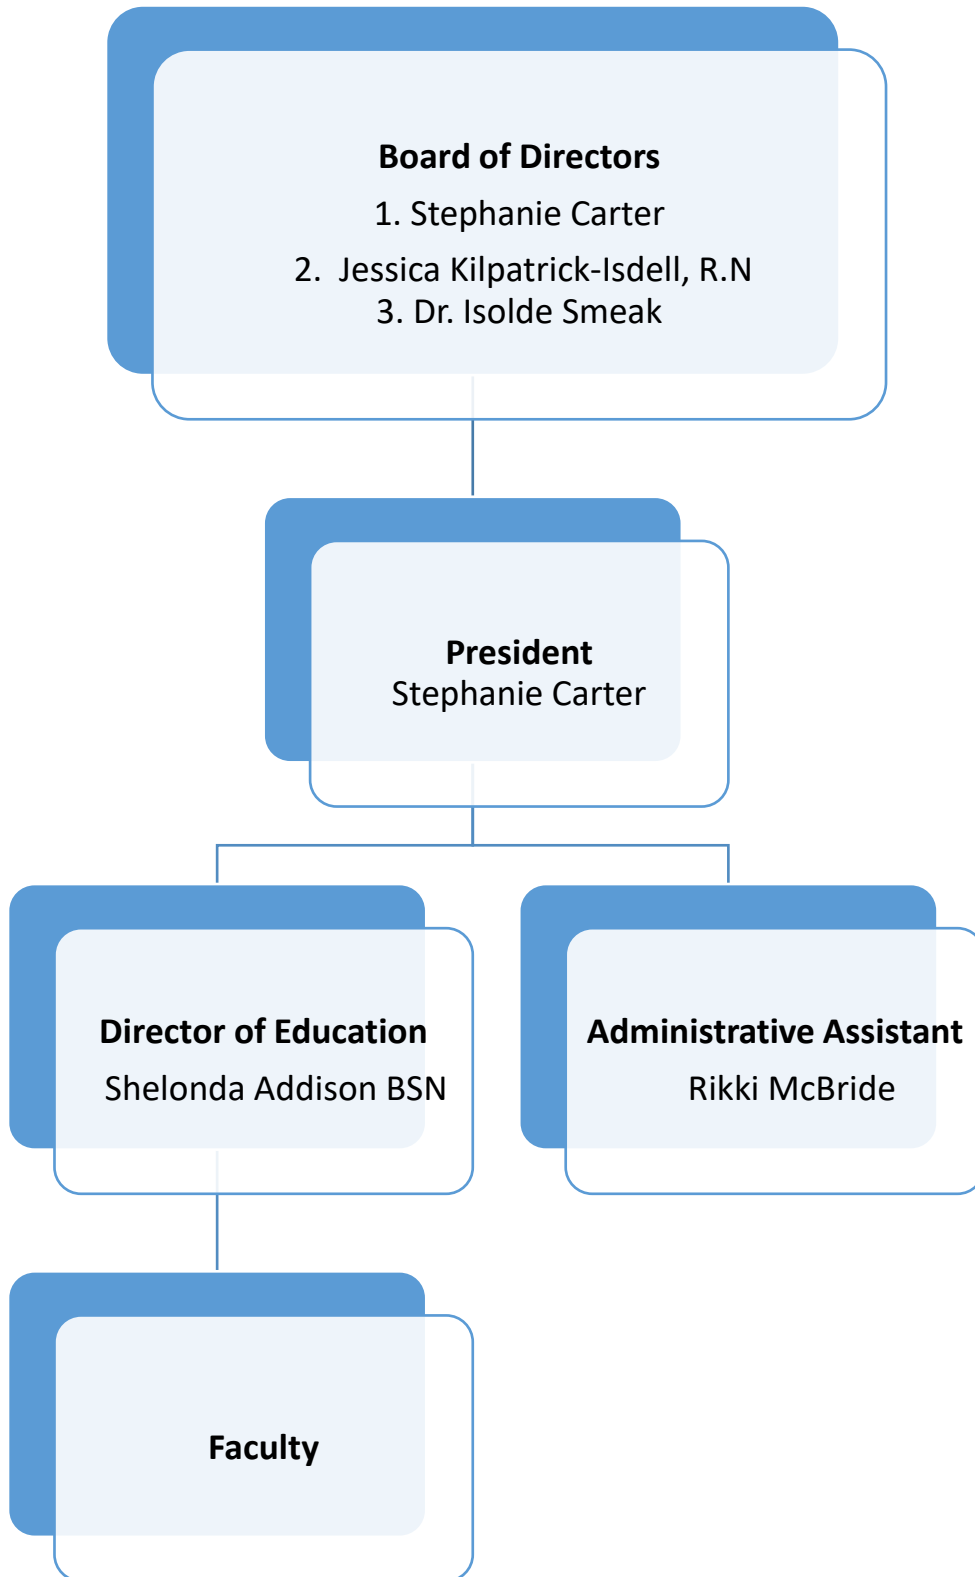 Board of Directors
1. Stephanie Carter
2. Jessica Kilpatrick-Isdell, R.N
3. Dr. Isolde Smeak
President
Stephanie Carter
Director of Education
Shelonda Addison BSN
Administrative Assistant
Rikki McBride
Faculty